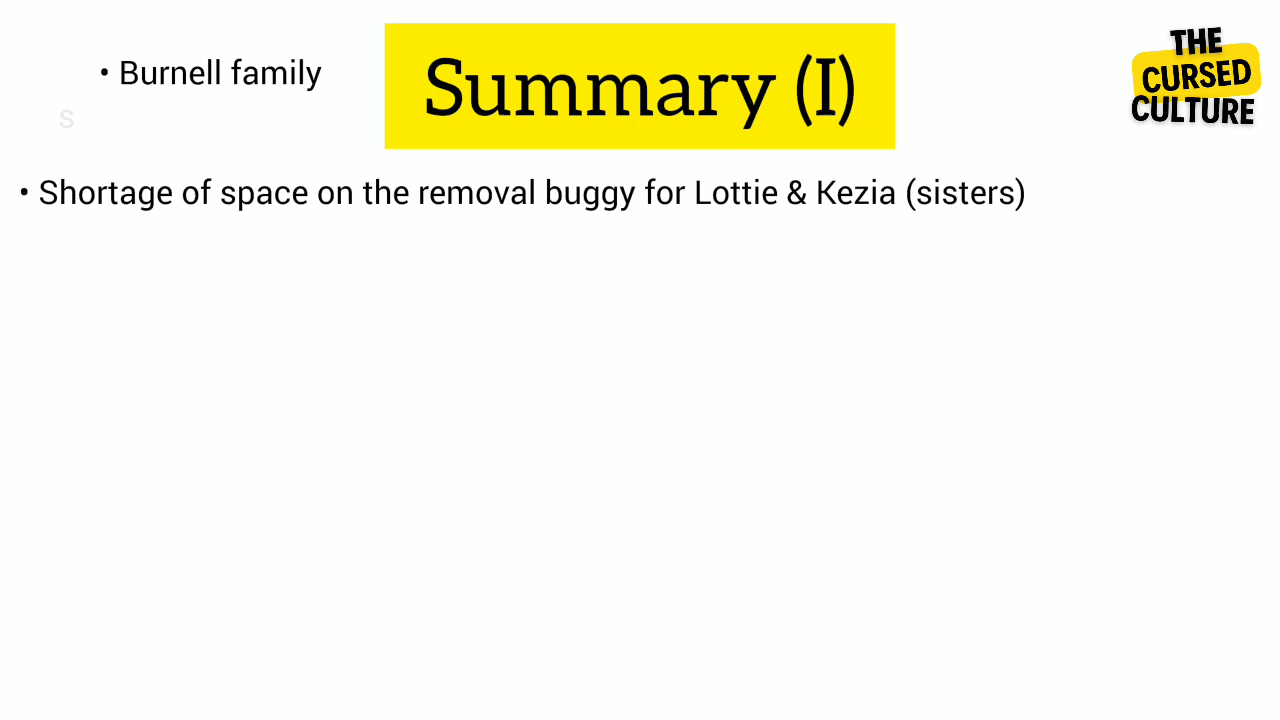 Summary (I)
THE
CURSED
CULTURE
• Burnell family
s
• Shortage of space on the removal buggy for Lottie & Kezia (sisters)